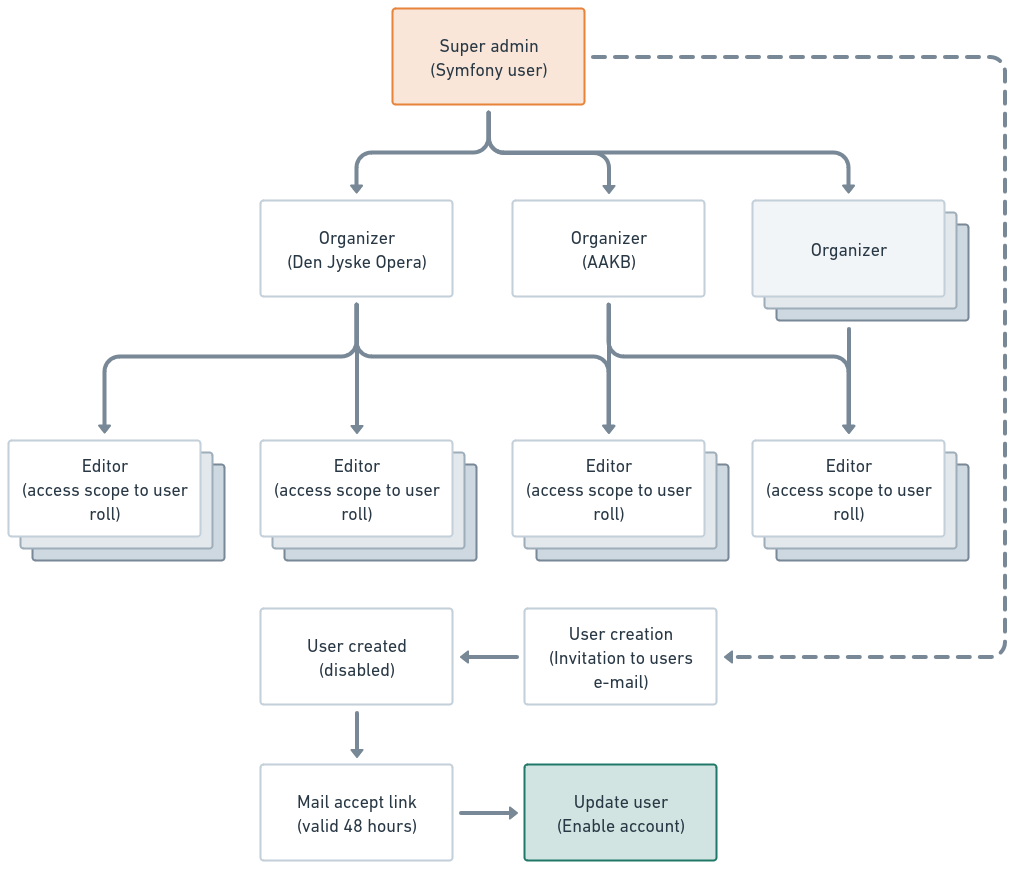 Super admin
(Symfony user)
Organizer
(Den Jyske Opera)
Organizer
(AAKB)
Organizer
Editor
(access scope to user
roll)
Editor
(access scope to user
roll)
Editor
(access scope to user
roll)
Editor
(access scope to user
roll)
User created
(disabled)
User creation
(Invitation to users
e-mail)
Mail accept link
(valid 48 hours)
Update user
(Enable account)